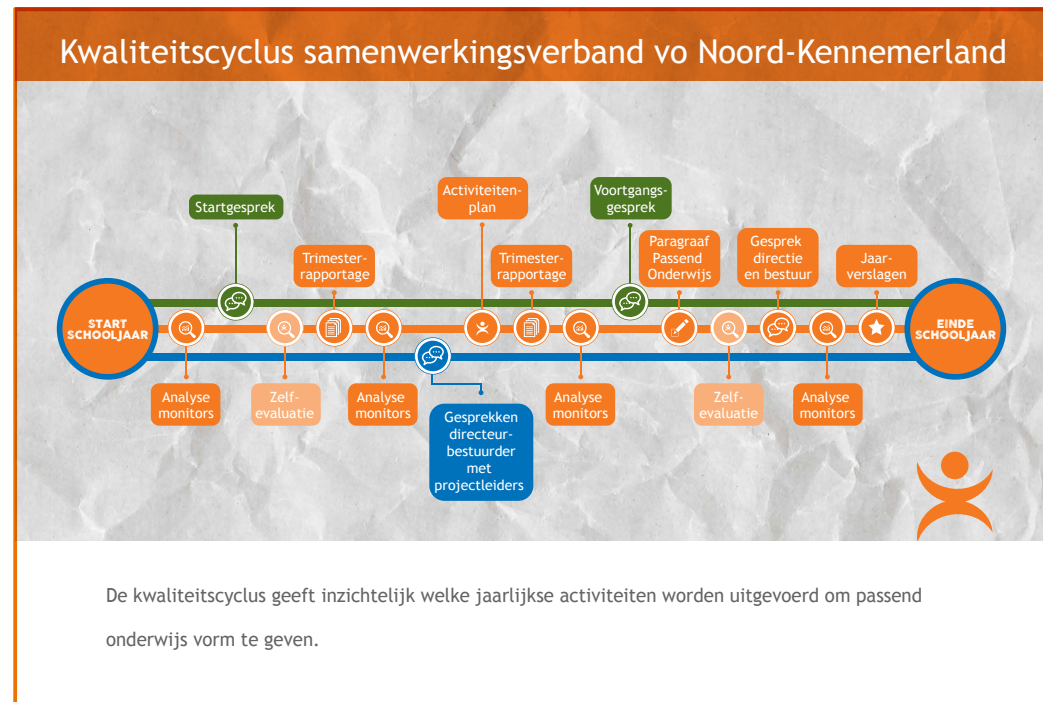 Kwaliteitscyclus samenwerkingsverband vo Noord-Kennemerland
Activiteiten-
plan
Voortgangs-
gesprek
Startgesprek
Trimester-
rapportage
Trimester-
rapportage
Paragraaf
Passend
Onderwijs
Gesprek
directie
en bestuur
Jaar-
verslagen
START
SCHOOLJAAR
EINDE
SCHOOLJAAR
Analyse
monitors
Zelf-
evaluatie
Analyse
monitors
Gesprekken
directeur-
bestuurder
met
projectleiders
Analyse
monitors
Zelf-
evaluatie
Analyse
monitors
De kwaliteitscyclus geeft inzichtelijk welke jaarlijkse activiteiten worden uitgevoerd om passend
onderwijs vorm te geven.